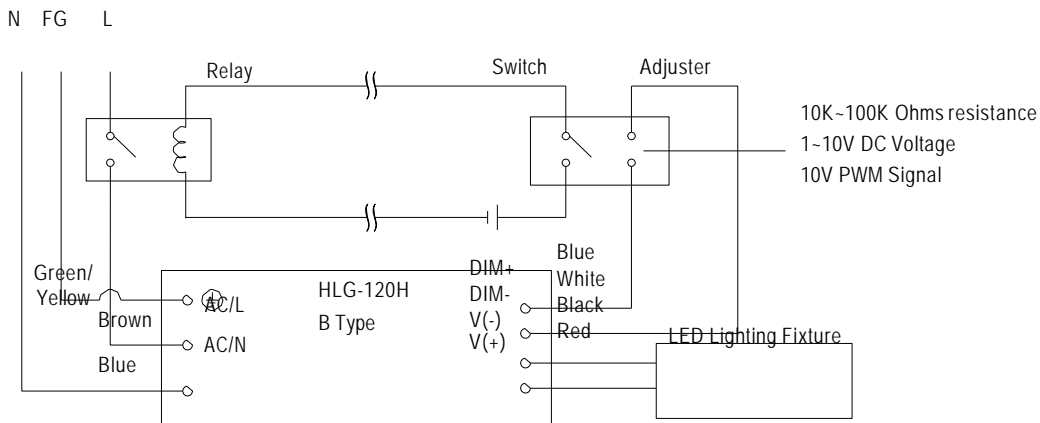 N FG L
Relay
Switch
Adjuster
10K~100K Ohms resistance
1~10V DC Voltage
10V PWM Signal
Green/
Yellow
Brown
Blue
AC/L
AC/N
HLG-120H
B Type
DIM+
DIM-
V(-)
V(+)
Blue
White
Black
Red
LED Lighting Fixture